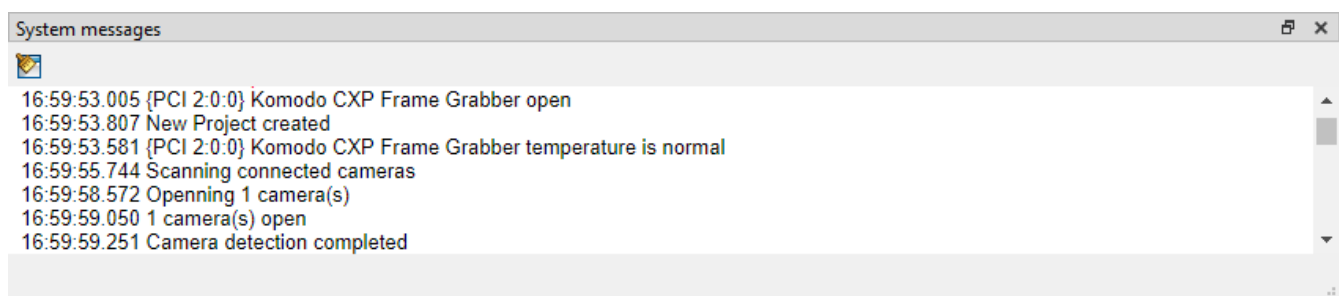 System messages
16:59:53.005 {PCI 2:0:0} Komodo CXP Frame Grabber open
16:59:53.807 New Project created
16:59:53.581 {PCI 2:0:0} Komodo CXP Frame Grabber temperature is normal
16:59:55.744 Scanning connected cameras
16:59:58.572 Openning 1 camera(s)
16:59:59.050 1 camera(s) open
16:59:59.251 Camera detection completed